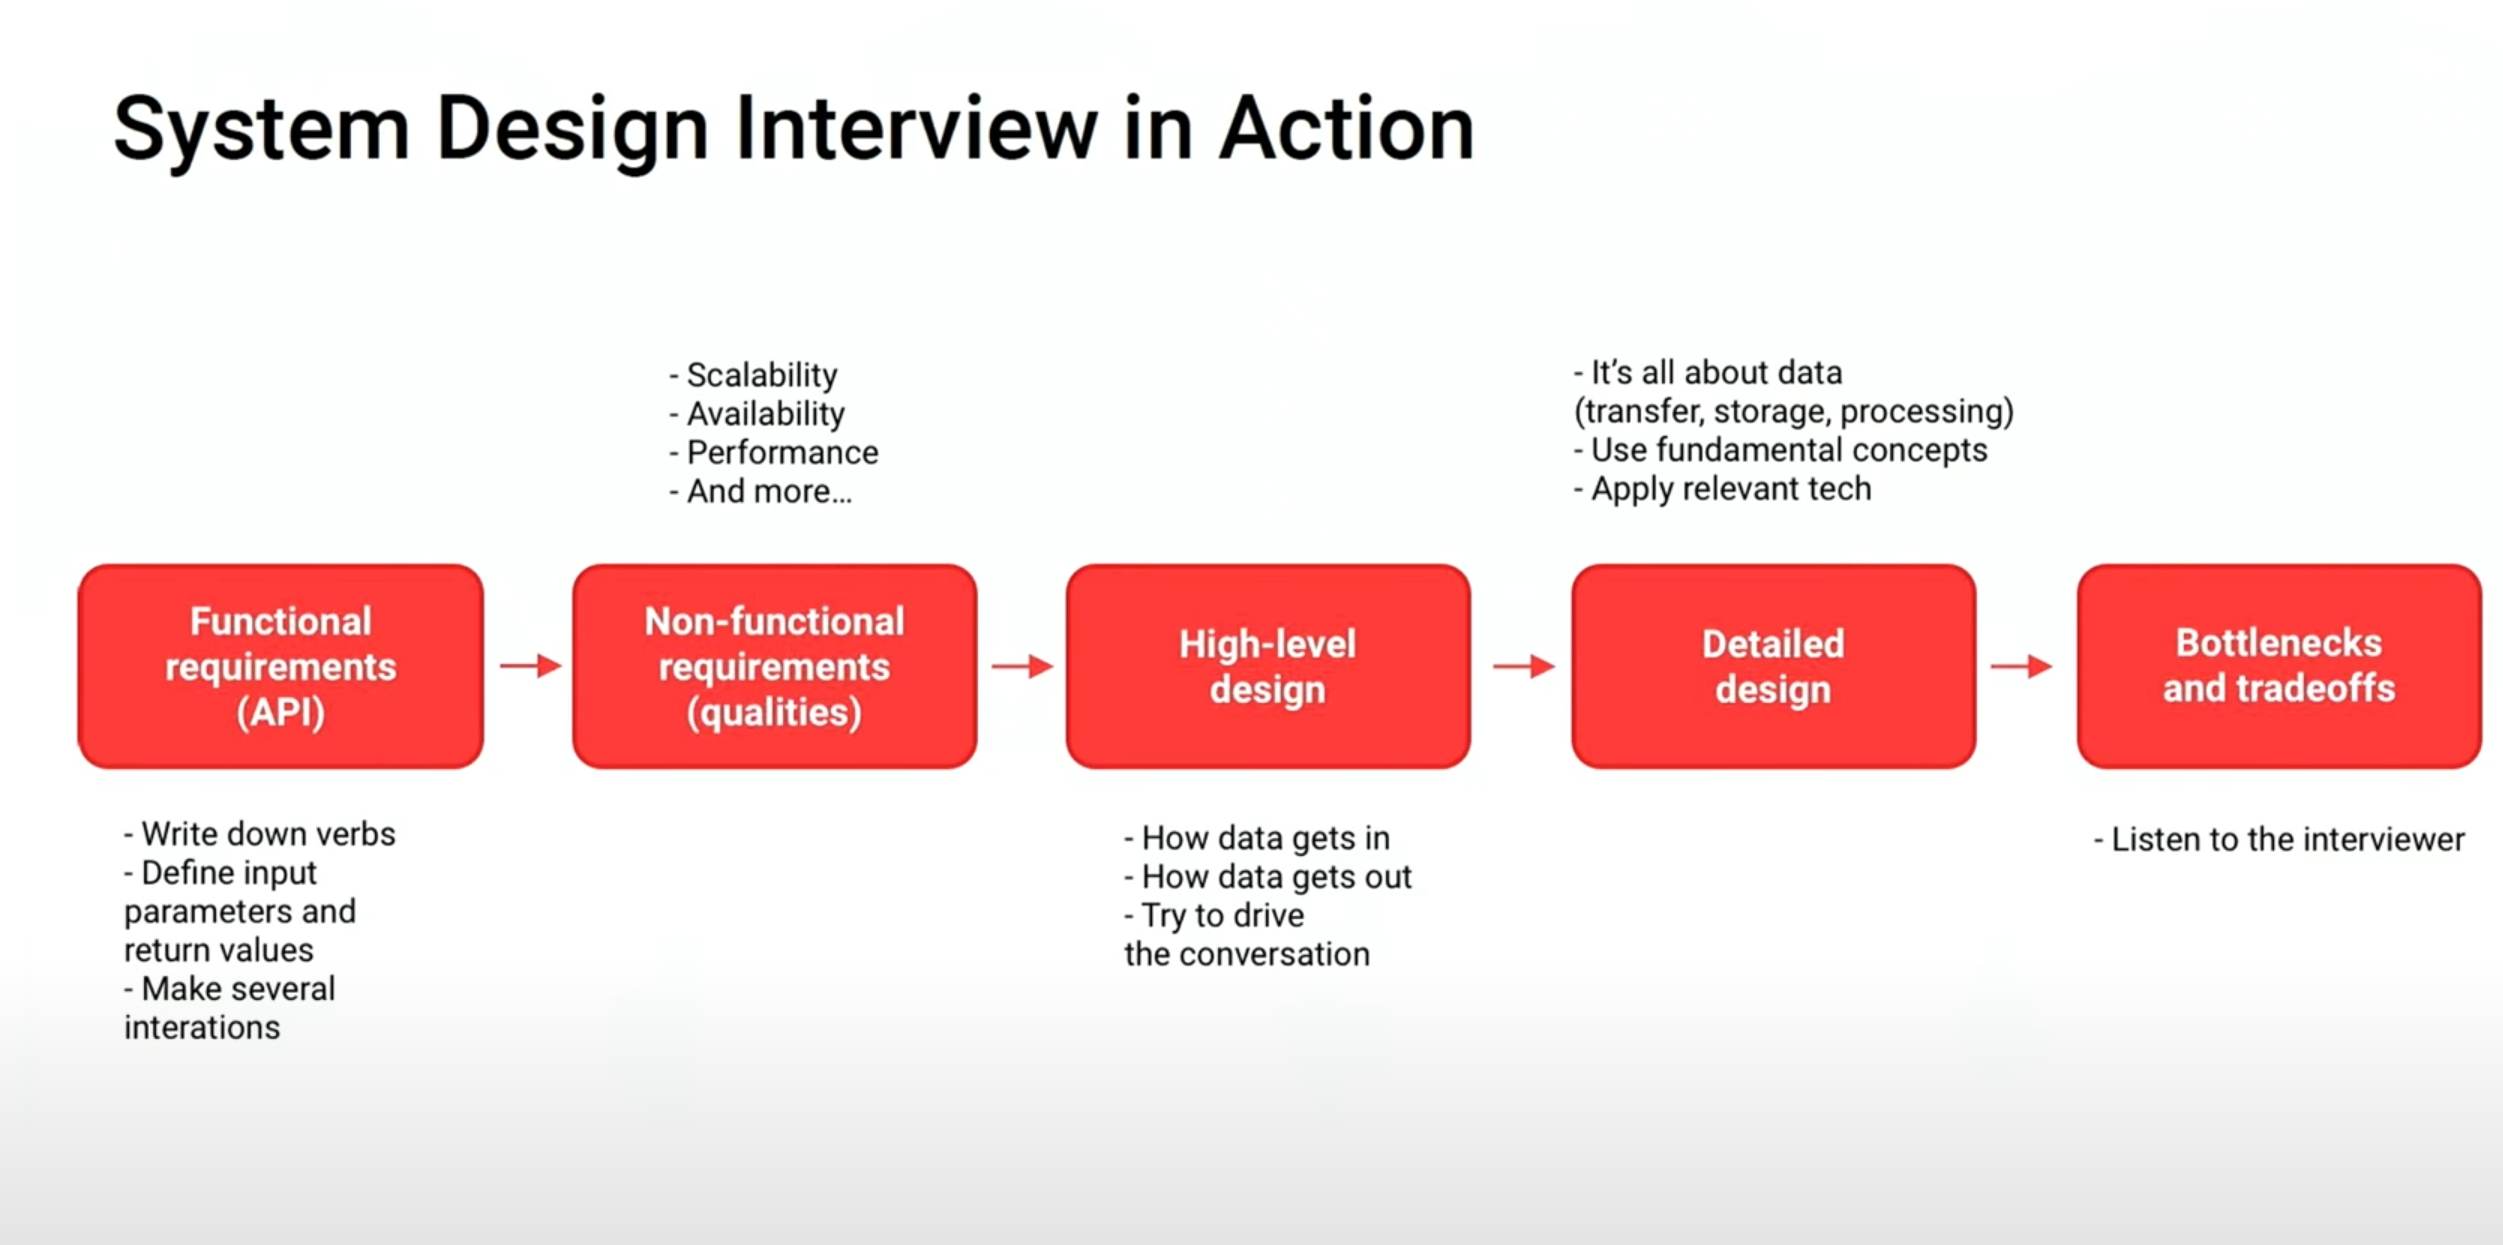 System Design Interview in Action
Functional
requirements
(API)
- Write down verbs
- Define input
parameters and
return values
- Make several
interations
- Scalability
- Availability
- Performance
- And more...
Non-functional
requirements
(qualities)
High-level
design
- How data gets in
- How data gets out
- Try to drive
the conversation
- It’s all about data
(transfer, storage, processing)
- Use fundamental concepts
- Apply relevant tech
Detailed
design
Bottlenecks
and tradeoffs
- Listen to the interviewer